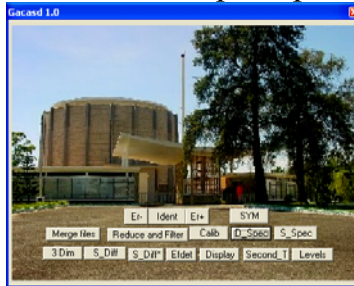 Gacasd 1.0
Er- Ident Er+ SYM
Merge files Reduce and Filter Calib D_Spec S_Spec
3 Dim S_Diff S_Diff* Efdet Display Second_T Levels